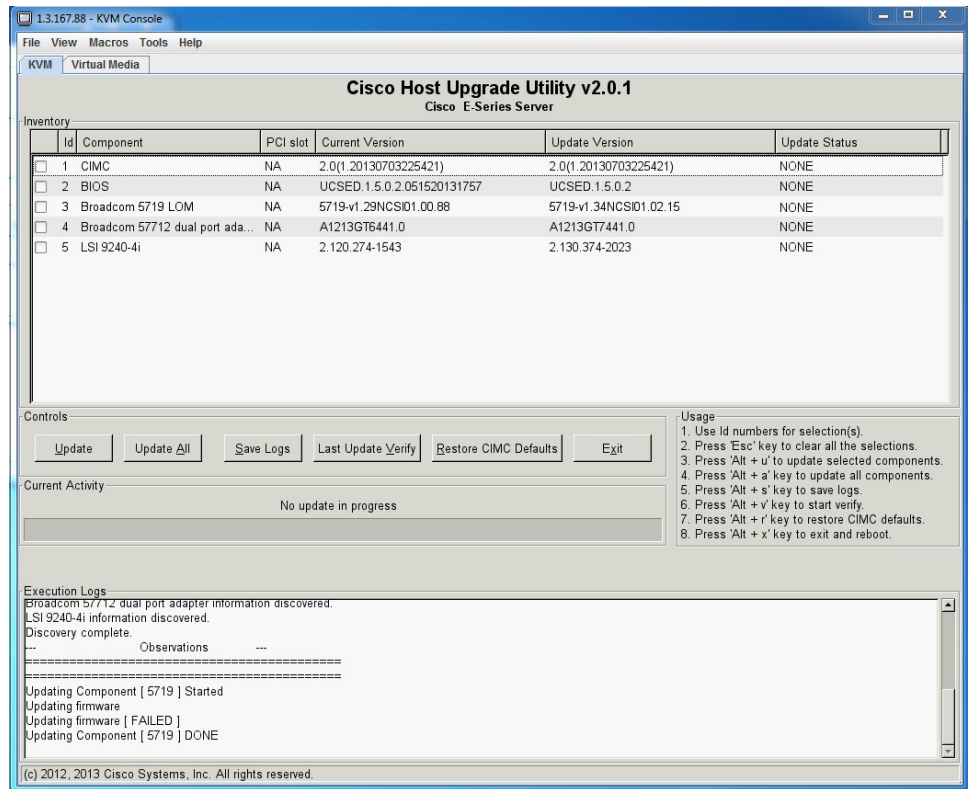 1.3.167.88 - KVM Console
File View Macros Tools Help
KVM Virtual Media
Cisco Host Upgrade Utility v2.0.1
Cisco E-Series Server
Inventory
Id Component PCI slot Current Version Update Version Update Status
1 CIMC NA 2.0(1.20130703225421) 2.0(1.20130703225421) NONE
2 BIOS NA UCSED.1.5.0.2.051520131757 UCSED.1.5.0.2 NONE
3 Broadcom 5719 LOM NA 5719-v1.29NCSI01.00.88 5719-v1.34NCSI01.02.15 NONE
4 Broadcom 57712 dual port ada... NA A1213GT6441.0 A1213GT7441.0 NONE
5 LSI 9240-4i NA 2.120.274-1543 2.130.374-2023 NONE
Controls
Update Update All Save Logs Last Update Verify Restore CIMC Defaults Exit
Usage
1. Use Id numbers for selection(s).
2. Press 'Esc' key to clear all the selections.
3. Press 'Alt + u' to update selected components.
4. Press 'Alt + a' key to update all components.
5. Press 'Alt + s' key to save logs.
6. Press 'Alt + v' key to start verify.
7. Press 'Alt + r' key to restore CIMC defaults.
8. Press 'Alt + x' key to exit and reboot.
Current Activity
No update in progress
Execution Logs
Broadcom 57712 dual port adapter information discovered.
LSI 9240-4i information discovered.
Discovery complete.
--- Observations ---
===========================================
===========================================
Updating Component [ 5719 ] Started
Updating firmware
Updating firmware [ FAILED ]
Updating Component [ 5719 ] DONE
(c) 2012, 2013 Cisco Systems, Inc. All rights reserved.